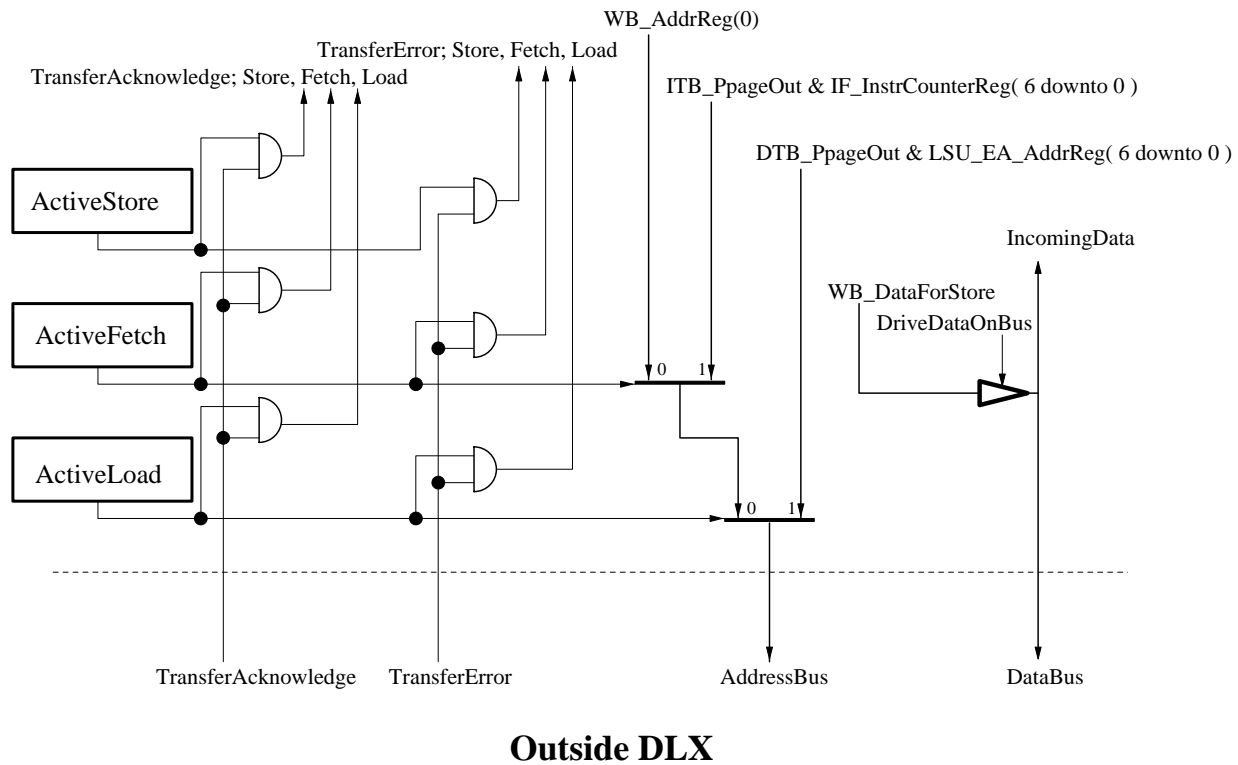 WB_AddrReg(0)
TransferError; Store, Fetch, Load
TransferAcknowledge; Store, Fetch, Load
ITB_PpageOut & IF_InstrCounterReg( 6 downto 0 )
DTB_PpageOut & LSU_EA_AddrReg( 6 downto 0 )
ActiveStore
IncomingData
WB_DataForStore
DriveDataOnBus
ActiveFetch
0 1
ActiveLoad
0 1
TransferAcknowledge
TransferError
AddressBus
DataBus
Outside DLX